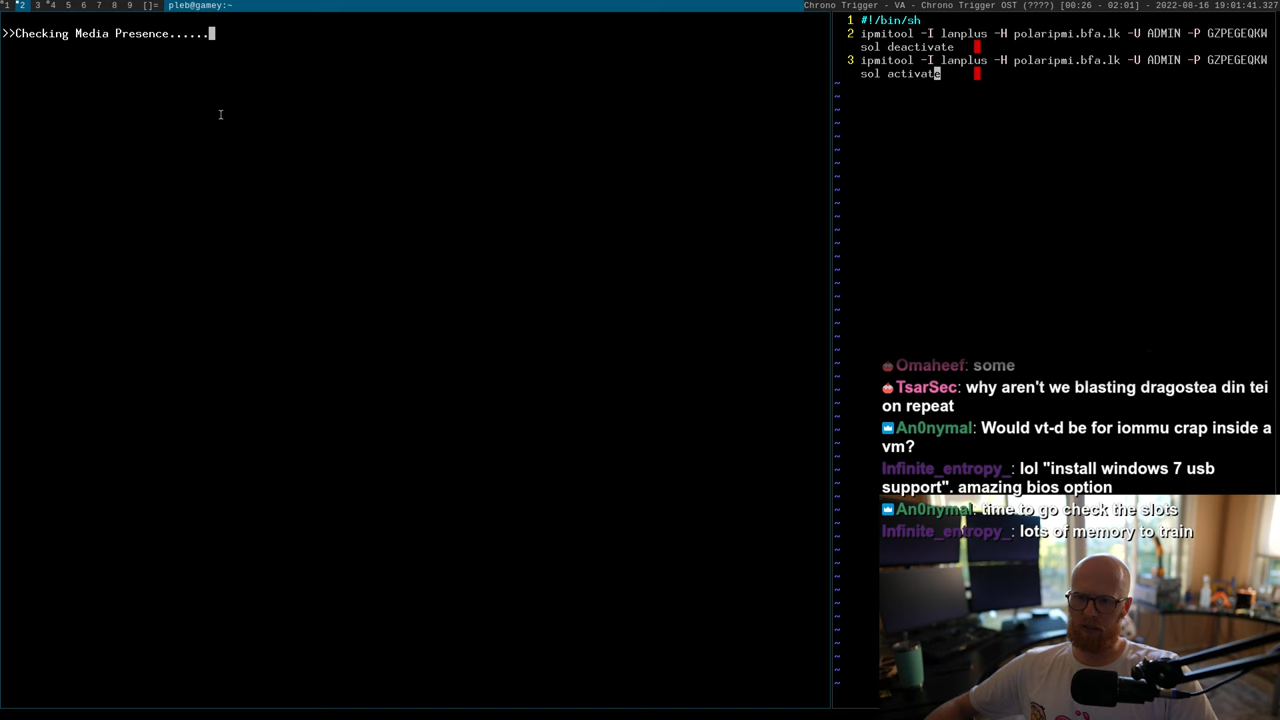 1 2 3 4 5 6 7 8 9 []= pleb@gamey:~
Chrono Trigger - VA - Chrono Trigger OST (????) [00:26 - 02:01] - 2022-08-16 19:01:41.327
>>Checking Media Presence......
1 #!/bin/sh
2 ipmitool -I lanplus -H polaripmi.bfa.lk -U ADMIN -P GZPEGEQKW
sol deactivate
3 ipmitool -I lanplus -H polaripmi.bfa.lk -U ADMIN -P GZPEGEQKW
sol activate
Omaheef: some
TsarSec: why aren't we blasting dragostea din tei
on repeat
An0nymal: Would vt-d be for iommu crap inside a
vm?
Infinite_entropy_: lol "install windows 7 usb
support". amazing bios option
An0nymal: time to go check the slots
Infinite_entropy_: lots of memory to train